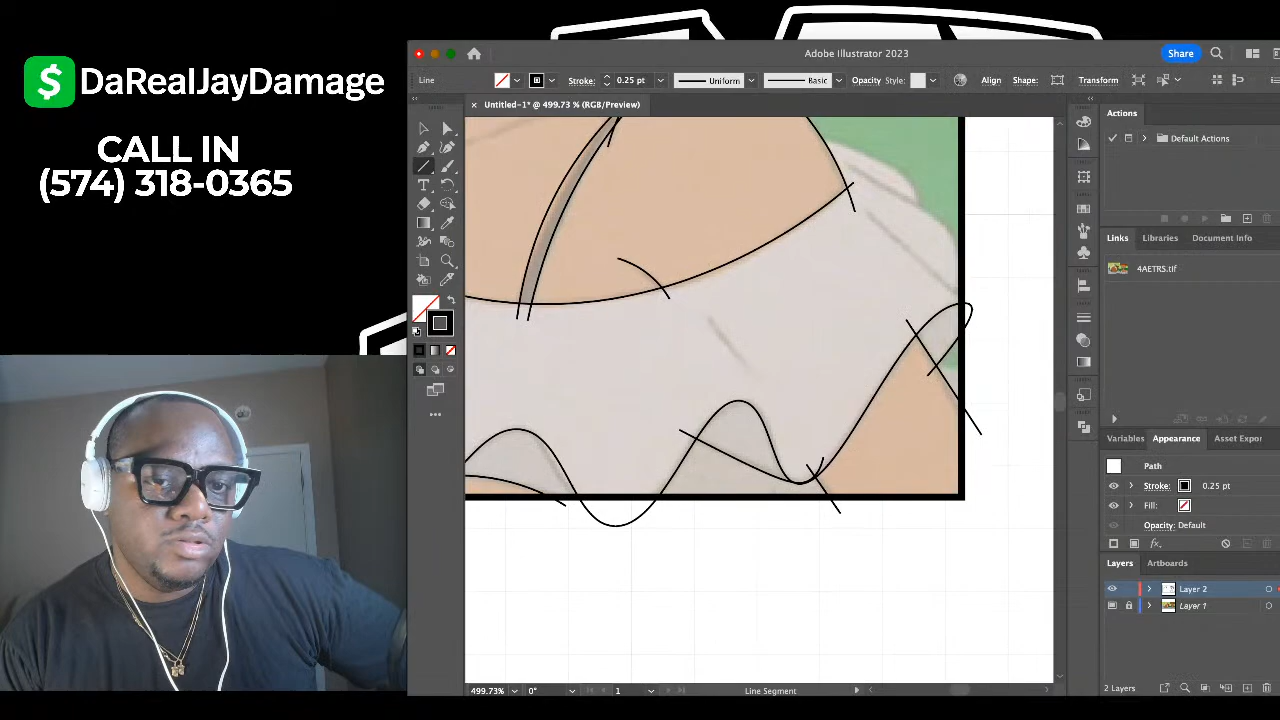 $ DaRealJayDamage
CALL IN
(574) 318-0365
Adobe Illustrator 2023
Share
Line
Stroke:
0.25 pt
Uniform
Basic
Opacity
Style:
Align
Shape:
Transform
× Untitled-1* @ 499.73 % (RGB/Preview)
Actions
Default Actions
Links
Libraries
Document Info
4AETRS.tif
Variables
Appearance
Asset Expor
Path
Stroke:
0.25 pt
Fill:
Opacity: Default
fx.
Layers
Artboards
Layer 2
Layer 1
2 Layers
499.73%
0°
1
Line Segment